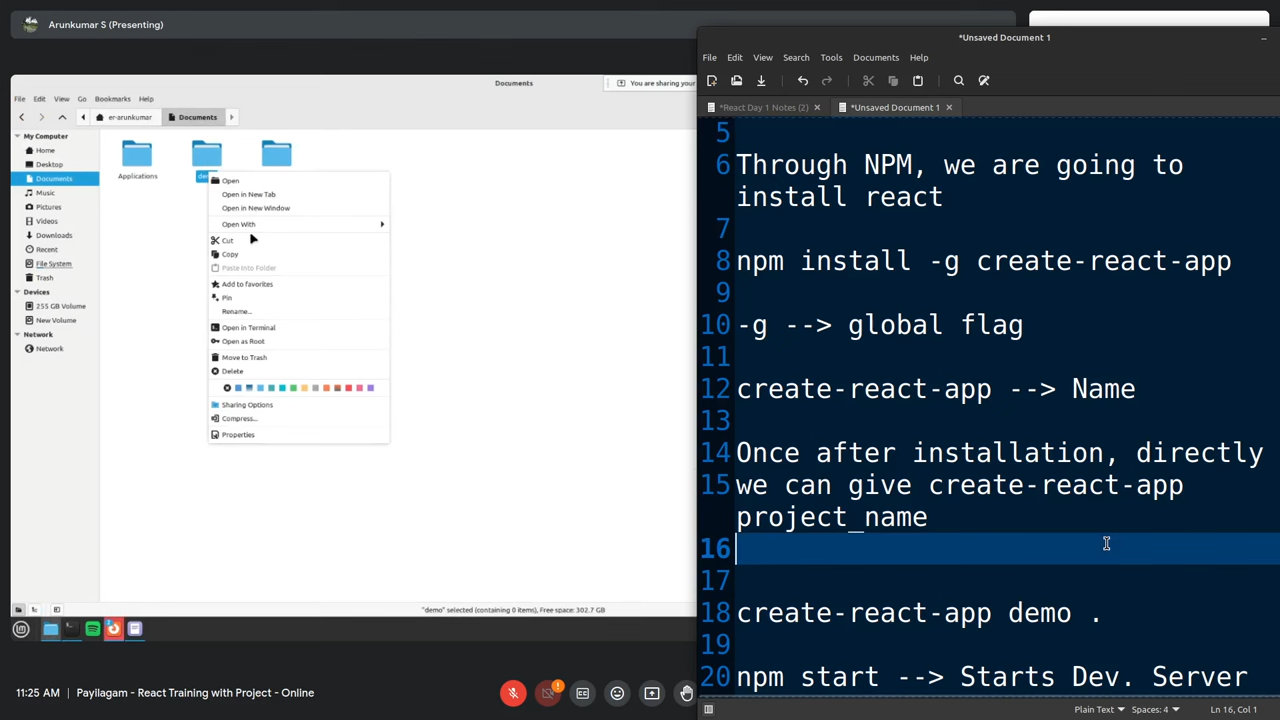 Arunkumar S (Presenting)
Documents
You are sharing your
File Edit View Go Bookmarks Help
er-arunkumar Documents
My Computer
Home
Desktop
Documents
Music
Pictures
Videos
Downloads
Recent
File System
Trash
Devices
255 GB Volume
New Volume
Network
Network
Applications
Open
Open in New Tab
Open in New Window
Open With
Cut
Copy
Paste Into Folder
Add to favorites
Pin
Rename...
Open in Terminal
Open as Root
Move to Trash
Delete
Sharing Options
Compress...
Properties
"demo" selected (containing 0 items), Free space: 302.7 GB
11:25 AM Payilagam - React Training with Project - Online
*Unsaved Document 1
File Edit View Search Tools Documents Help
*React Day 1 Notes (2) *Unsaved Document 1
5
6 Through NPM, we are going to
install react
7
8 npm install -g create-react-app
9
10 -g --> global flag
11
12 create-react-app --> Name
13
14 Once after installation, directly
15 we can give create-react-app
project_name
16
17
18 create-react-app demo .
19
20 npm start --> Starts Dev. Server
Plain Text Spaces: 4 Ln 16, Col 1